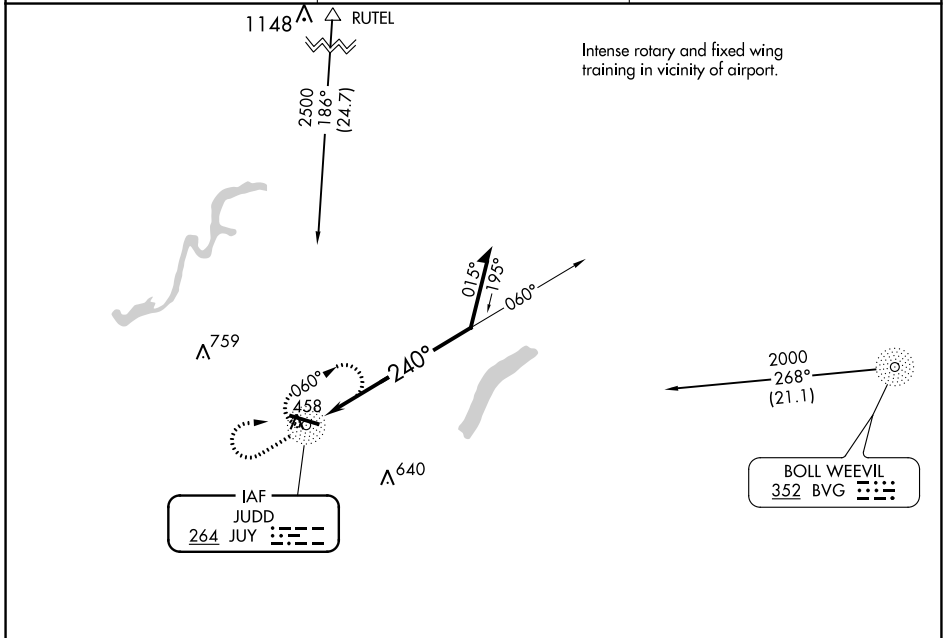 1148
RUTEL
Intense rotary and fixed wing
training in vicinity of airport.
2500
186°
(24.7)
015°
195°
060°
759
240°
060°
458
640
2000
268°
(21.1)
BOLL WEEVIL
352 BVG
IAF
JUDD
264 JUY